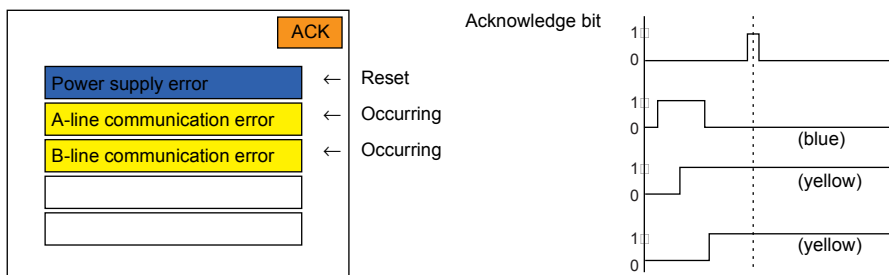 ACK
Power supply error ← Reset
A-line communication error ← Occurring
B-line communication error ← Occurring
Acknowledge bit
1
0
1
0
(blue)
1
0
(yellow)
1
0
(yellow)